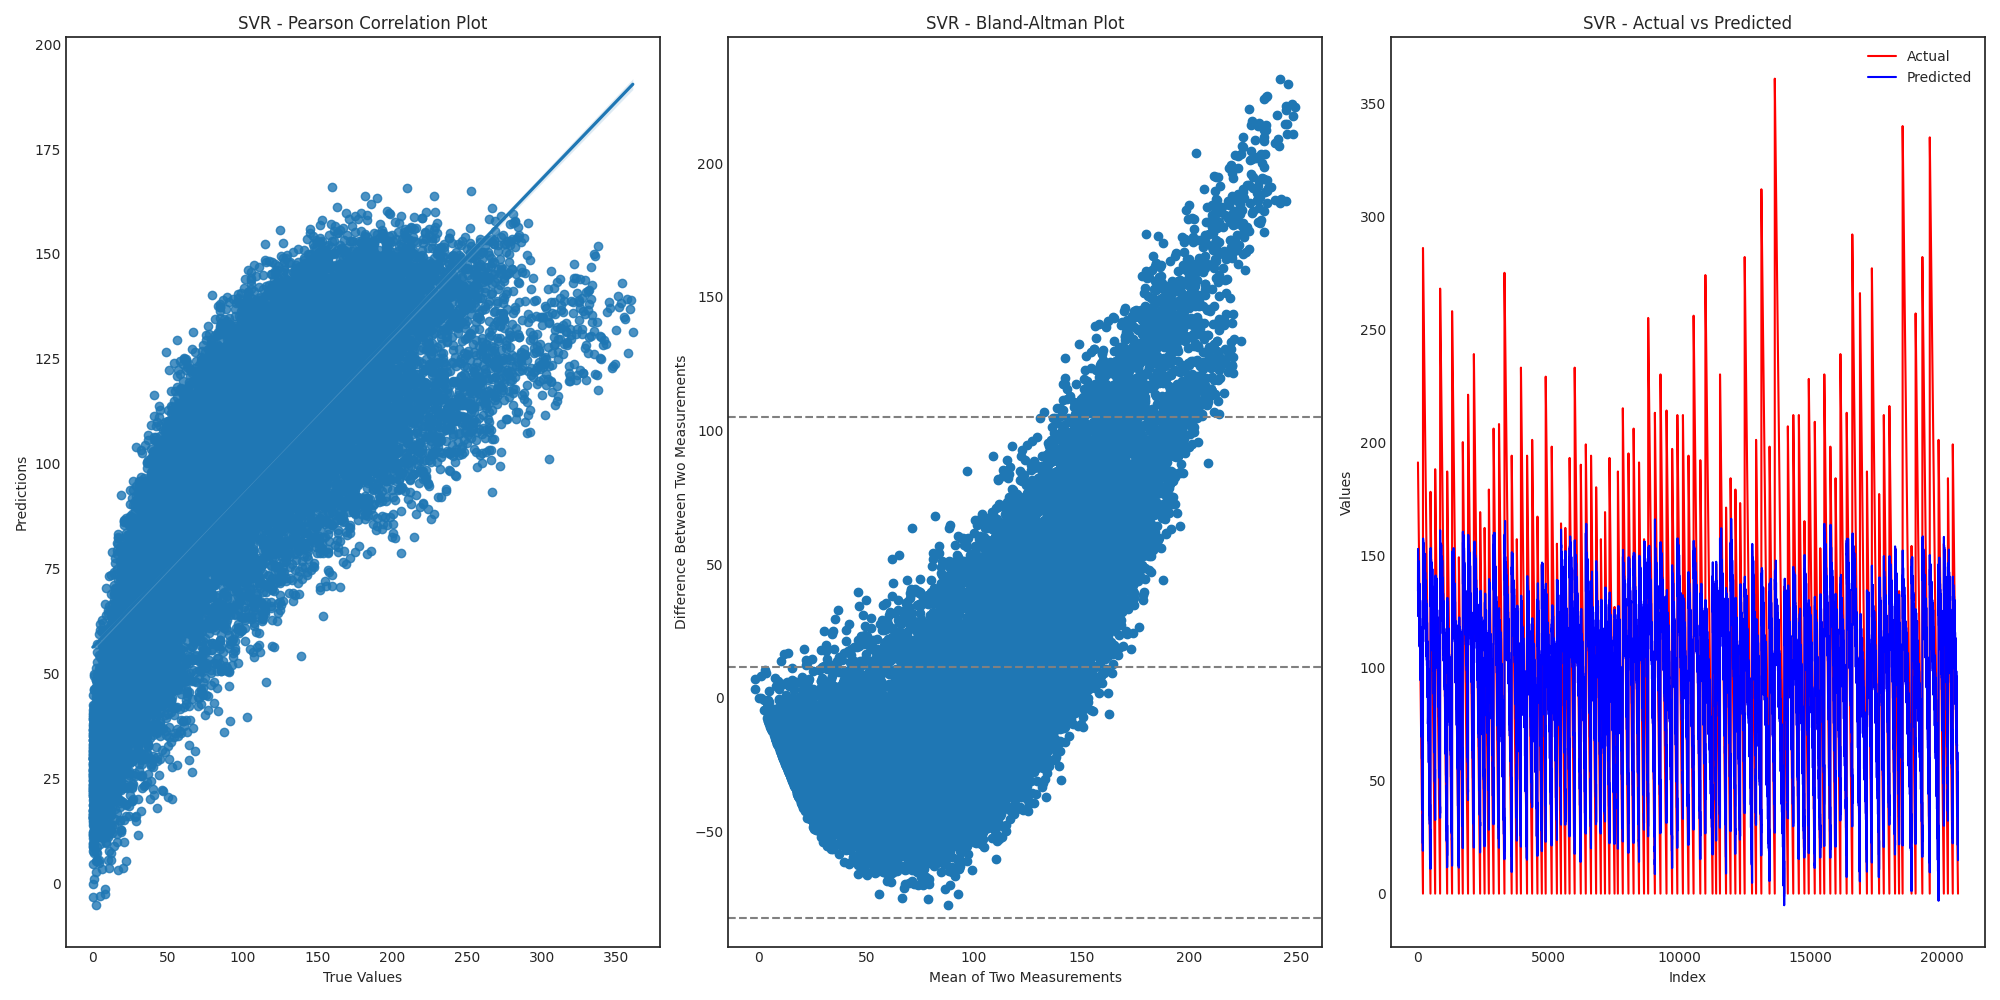 SVR - Pearson Correlation Plot
200
175
150
125
100
75
50
25
0
Predictions
0 50 100 150 200 250 300 350
True Values
SVR - Bland-Altman Plot
200
150
100
50
0
−50
Difference Between Two Measurements
0 50 100 150 200 250
Mean of Two Measurements
SVR - Actual vs Predicted
Actual
Predicted
350
300
250
200
150
100
50
0
Values
0 5000 10000 15000 20000
Index